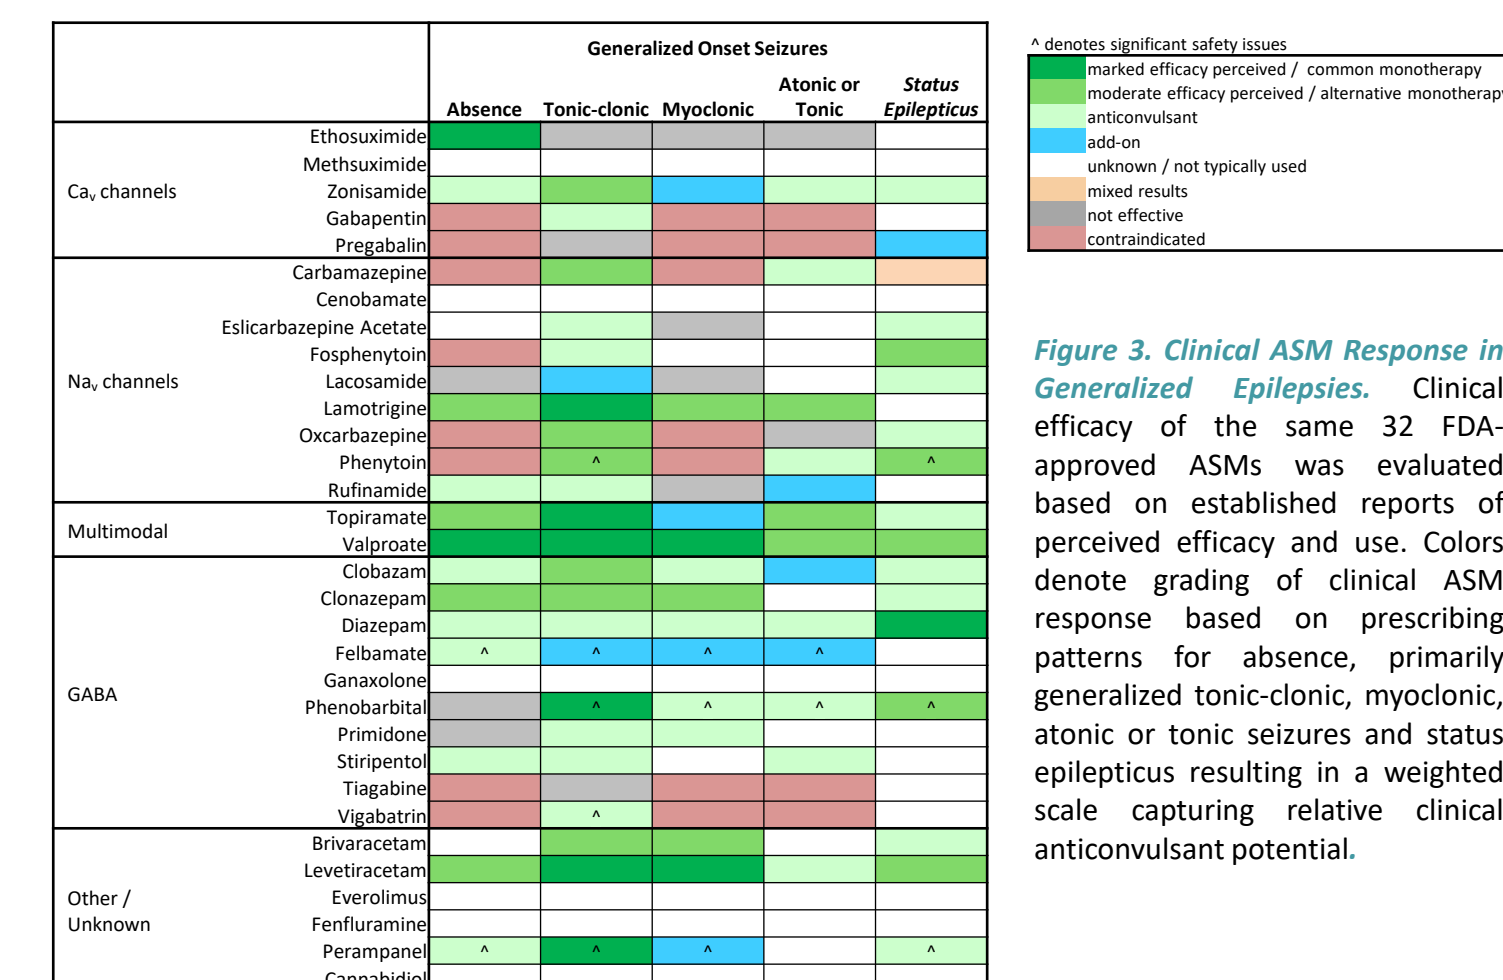 Generalized Onset Seizures
Absence Tonic-clonic Myoclonic Atonic or Tonic Status Epilepticus
Cav channels
Ethosuximide
Methsuximide
Zonisamide
Gabapentin
Pregabalin
Nav channels
Carbamazepine
Cenobamate
Eslicarbazepine Acetate
Fosphenytoin
Lacosamide
Lamotrigine
Oxcarbazepine
Phenytoin ^ ^
Rufinamide
Multimodal
Topiramate
Valproate
GABA
Clobazam
Clonazepam
Diazepam
Felbamate ^ ^ ^ ^
Ganaxolone
Phenobarbital ^ ^ ^ ^
Primidone
Stiripentol
Tiagabine
Vigabatrin ^
Other /
Unknown
Brivaracetam
Levetiracetam
Everolimus
Fenfluramine
Perampanel ^ ^ ^ ^
Cannabidiol
^ denotes significant safety issues
marked efficacy perceived / common monotherapy
moderate efficacy perceived / alternative monotherapy
anticonvulsant
add-on
unknown / not typically used
mixed results
not effective
contraindicated
Figure 3. Clinical ASM Response in
Generalized Epilepsies. Clinical
efficacy of the same 32 FDA-
approved ASMs was evaluated
based on established reports of
perceived efficacy and use. Colors
denote grading of clinical ASM
response based on prescribing
patterns for absence, primarily
generalized tonic-clonic, myoclonic,
atonic or tonic seizures and status
epilepticus resulting in a weighted
scale capturing relative clinical
anticonvulsant potential.